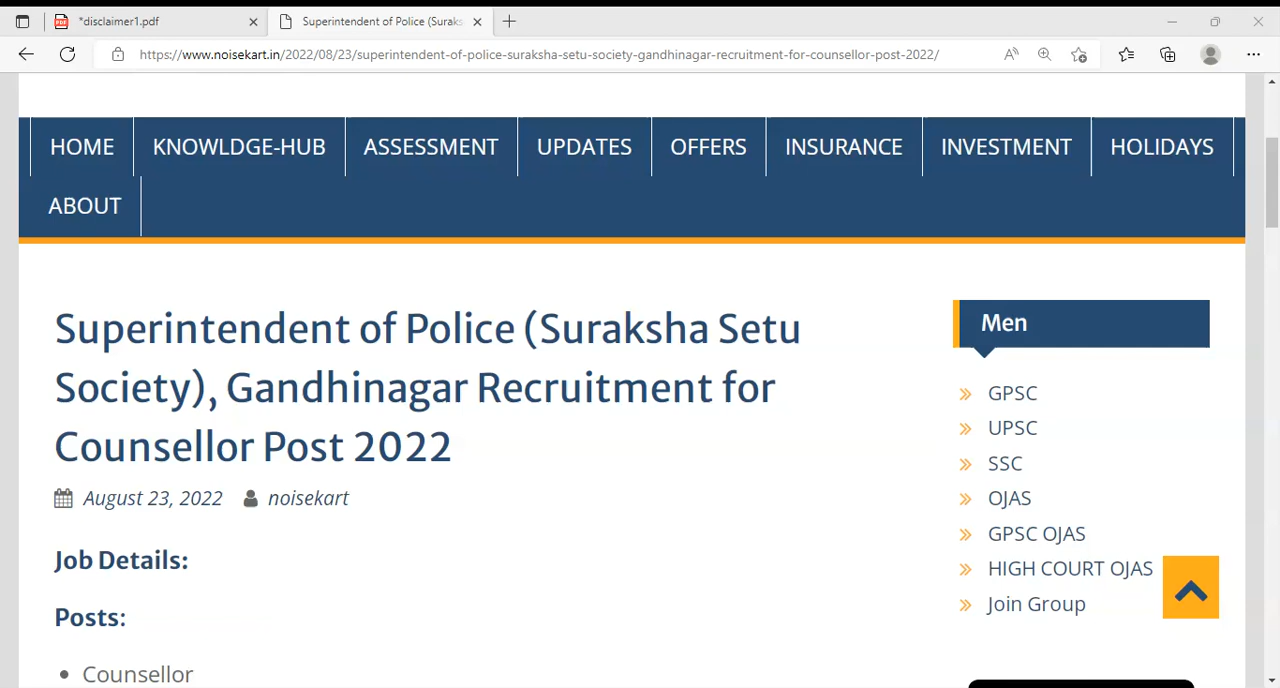 *disclaimer1.pdf
Superintendent of Police (Suraks
https://www.noisekart.in/2022/08/23/superintendent-of-police-suraksha-setu-society-gandhinagar-recruitment-for-counsellor-post-2022/
HOME KNOWLDGE-HUB ASSESSMENT UPDATES OFFERS INSURANCE INVESTMENT HOLIDAYS
ABOUT
Superintendent of Police (Suraksha Setu
Society), Gandhinagar Recruitment for
Counsellor Post 2022
August 23, 2022 noisekart
Job Details:
Posts:
• Counsellor
Men
GPSC
UPSC
SSC
OJAS
GPSC OJAS
HIGH COURT OJAS
Join Group